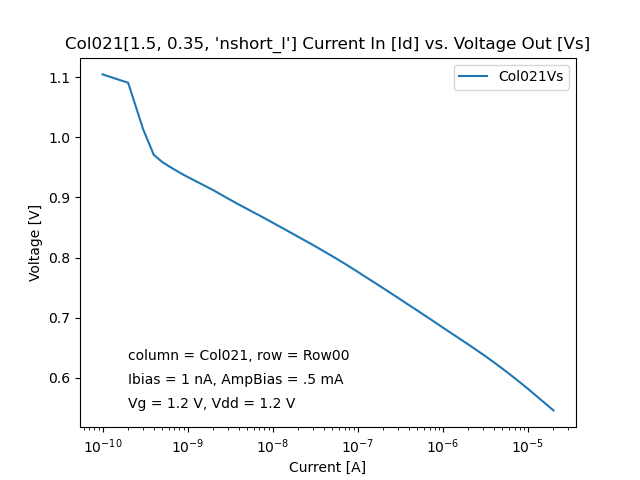 Col021[1.5, 0.35, 'nshort_l'] Current In [Id] vs. Voltage Out [Vs]
Col021Vs
1.1
1.0
0.9
0.8
0.7
0.6
Voltage [V]
column = Col021, row = Row00
Ibias = 1 nA, AmpBias = .5 mA
Vg = 1.2 V, Vdd = 1.2 V
10⁻¹⁰ 10⁻⁹ 10⁻⁸ 10⁻⁷ 10⁻⁶ 10⁻⁵
Current [A]